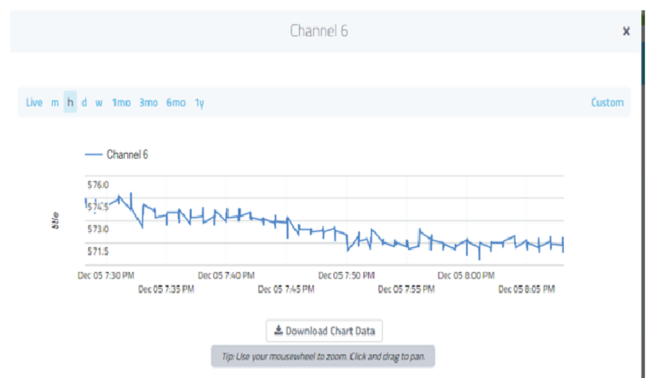 Channel 6
x
Live m h d w 1mo 3mo 6mo 1y Custom
Channel 6
title
576.0
574.5
573.0
571.5
Dec 05 7:30 PM Dec 05 7:40 PM Dec 05 7:50 PM Dec 05 8:00 PM
Dec 05 7:35 PM Dec 05 7:45 PM Dec 05 7:55 PM Dec 05 8:05 PM
Download Chart Data
Tip: Use your mousewheel to zoom. Click and drag to pan.